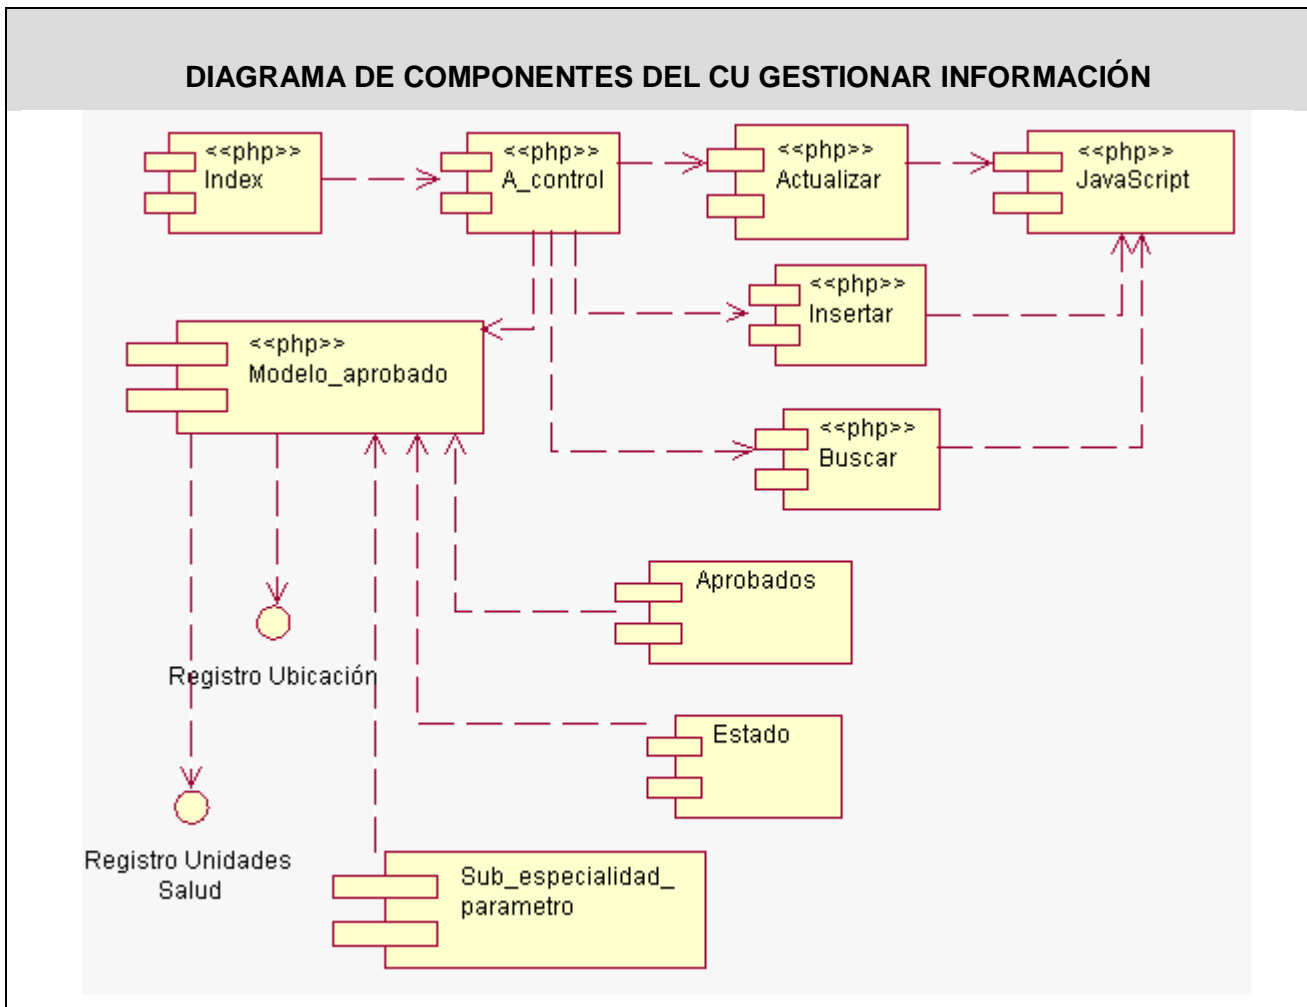 DIAGRAMA DE COMPONENTES DEL CU GESTIONAR INFORMACIÓN
<<php>>
Index
<<php>>
A_control
<<php>>
Actualizar
<<php>>
JavaScript
<<php>>
Insertar
<<php>>
Modelo_aprobado
<<php>>
Buscar
Aprobados
Registro Ubicación
Estado
Registro Unidades
Salud
Sub_especialidad_
parametro